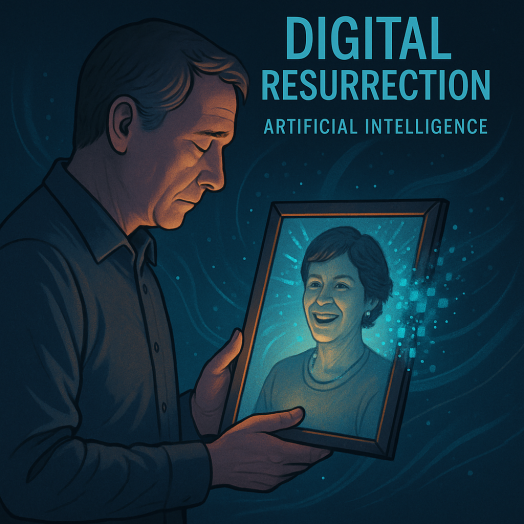 DIGITAL
RESURRECTION
ARTIFICIAL INTELLIGENCE